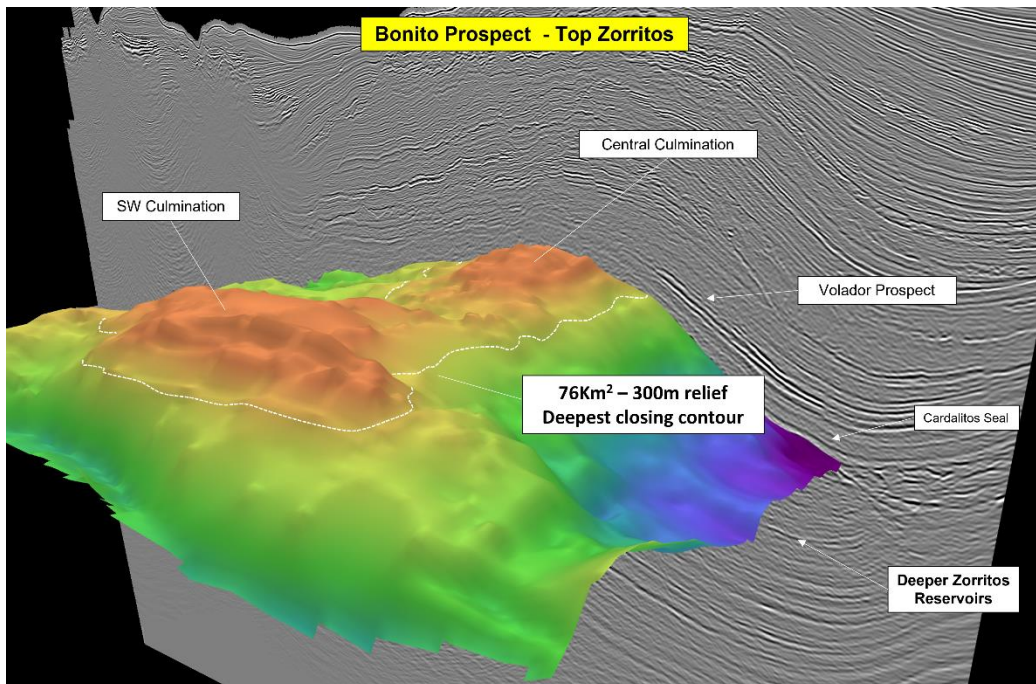 Bonito Prospect - Top Zorritos
Central Culmination
SW Culmination
Volador Prospect
76Km² – 300m relief
Deepest closing contour
Cardalitos Seal
Deeper Zorritos
Reservoirs